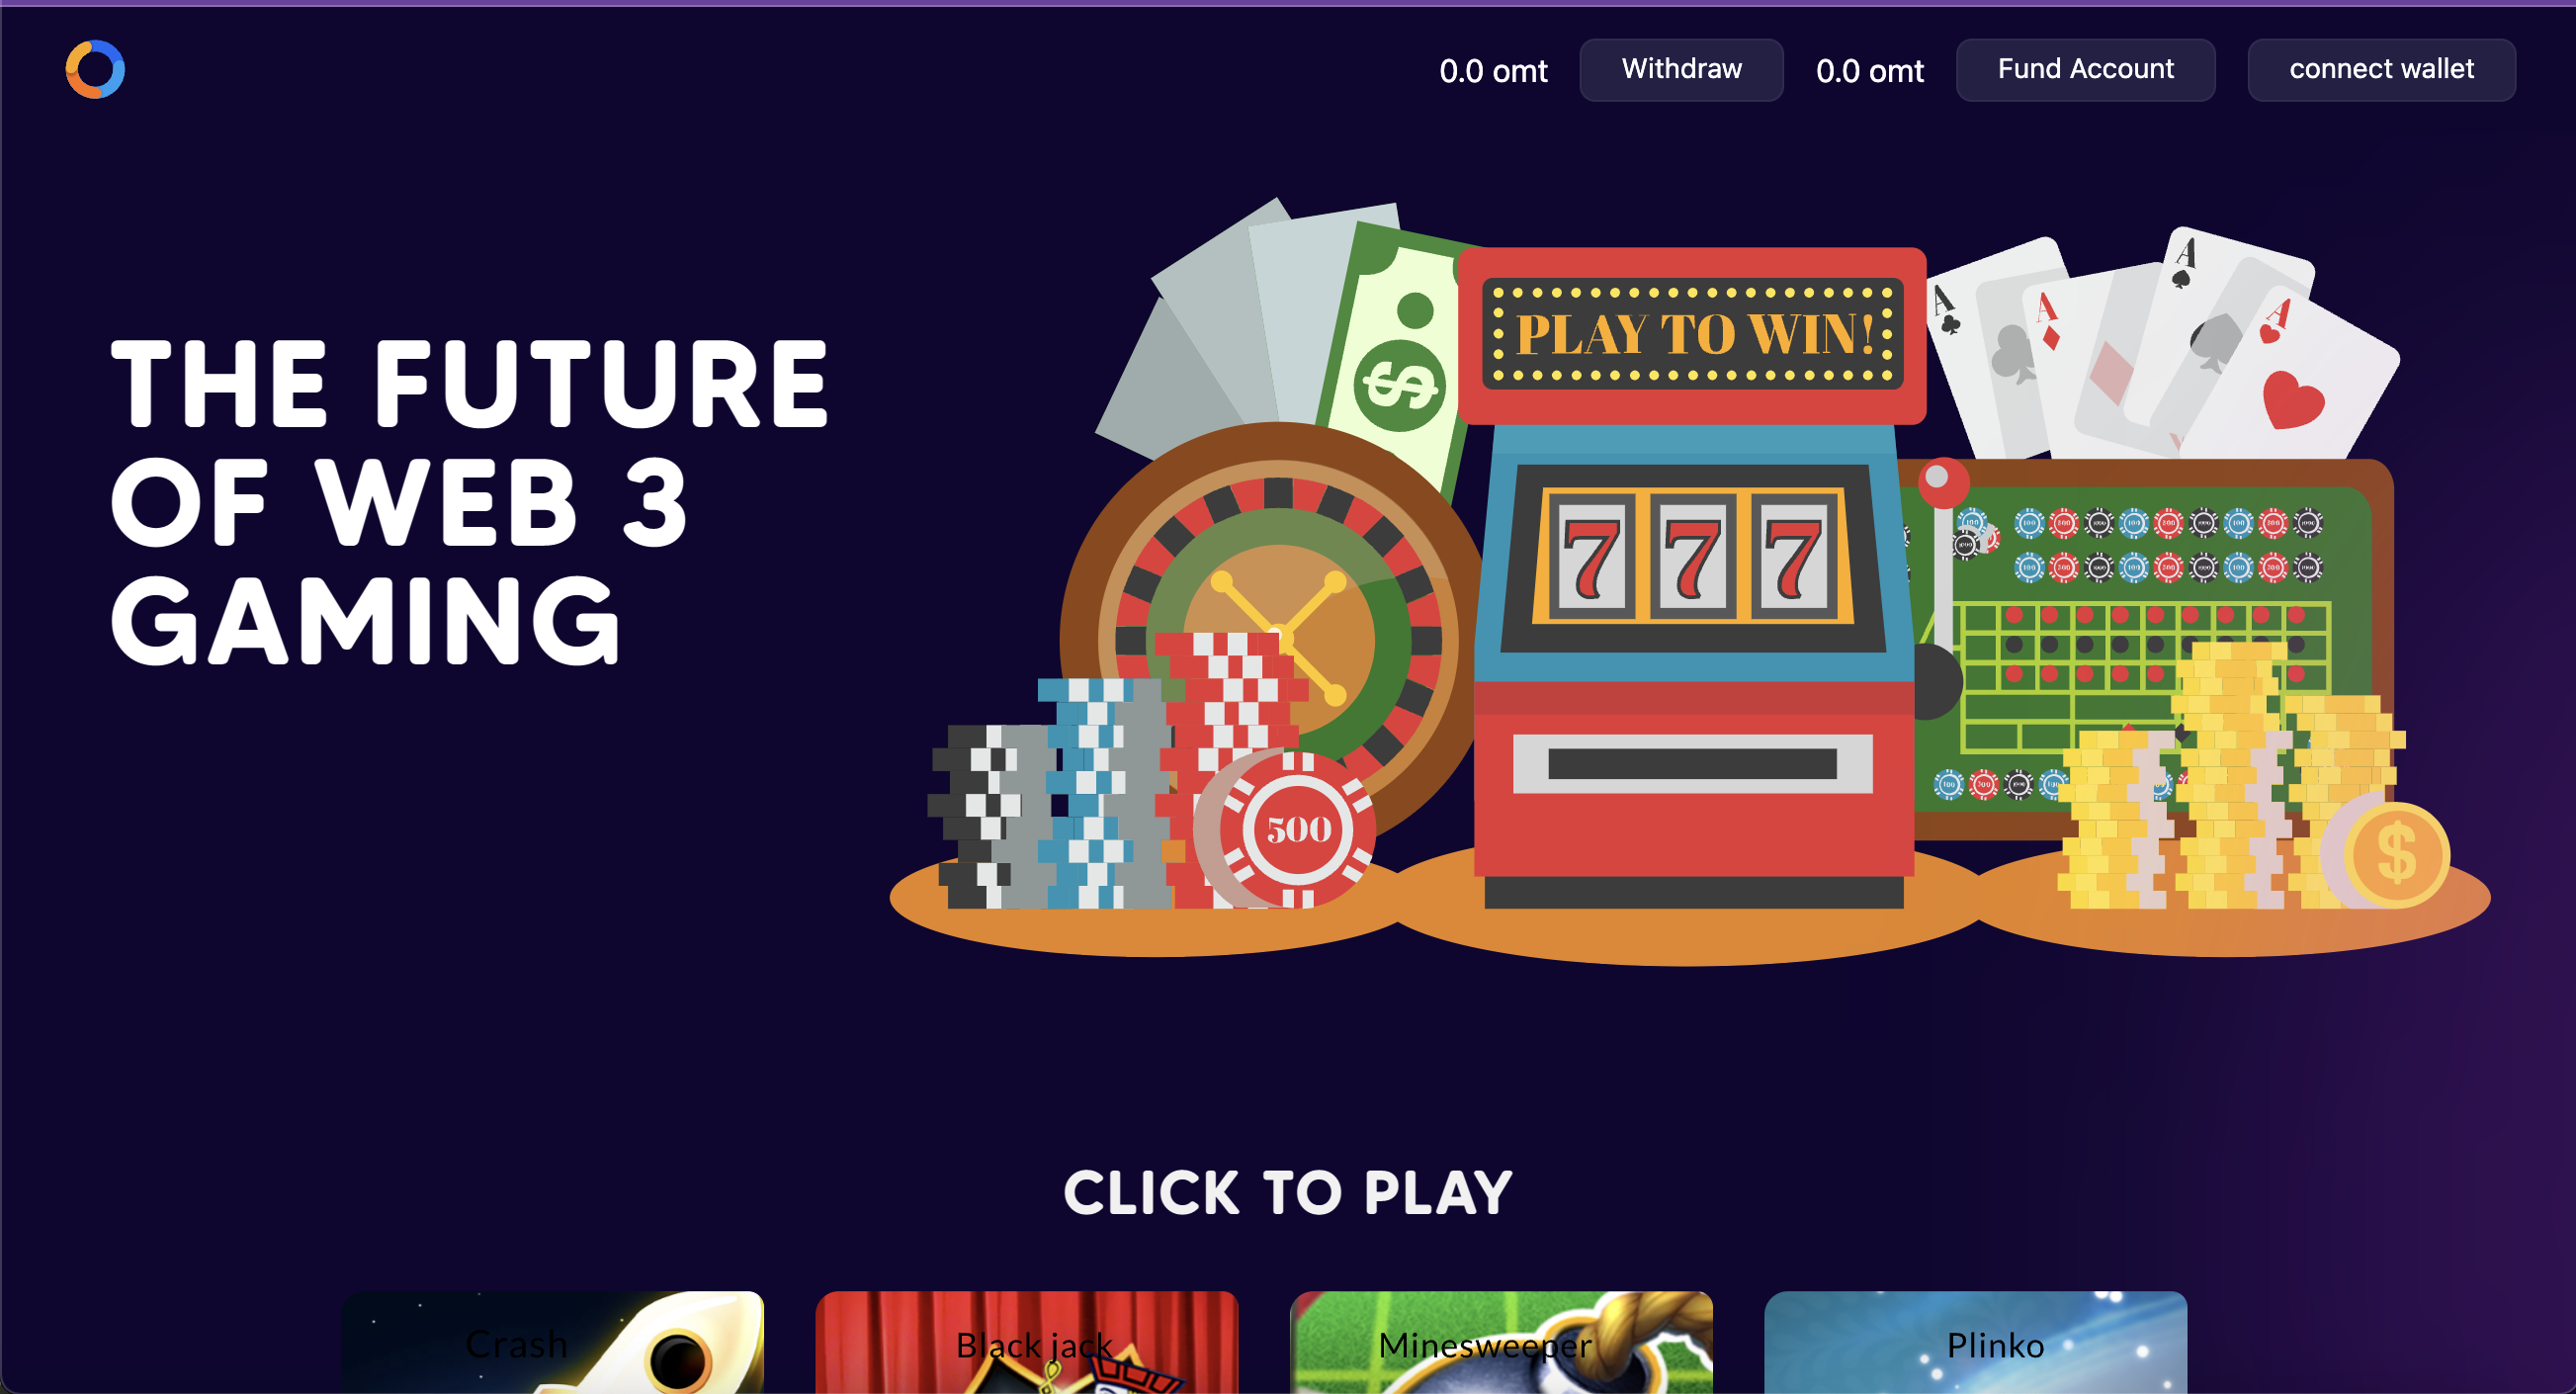 0.0 omt Withdraw 0.0 omt Fund Account connect wallet
THE FUTURE
OF WEB 3
GAMING
PLAY TO WIN!
A
A
A
A
$
777
500
$
CLICK TO PLAY
Crash
Black jack
Minesweeper
Plinko